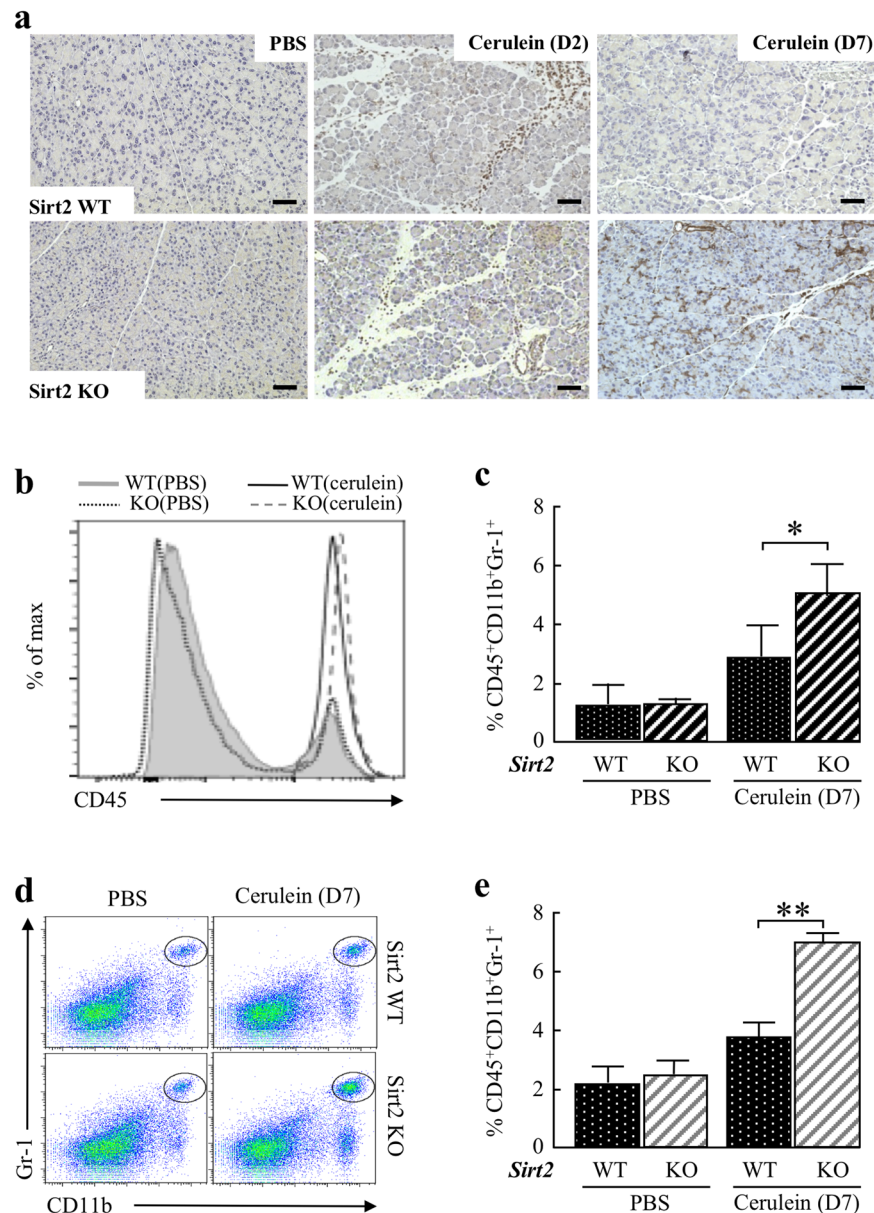 a
PBS
Cerulein (D2)
Cerulein (D7)
Sirt2 WT
Sirt2 KO
b
WT(PBS)
WT(cerulein)
KO(PBS)
KO(cerulein)
% of max
CD45
c
% CD45+CD11b+Gr-1+
8
6
4
2
0
*
Sirt2
WT
KO
WT
KO
PBS
Cerulein (D7)
d
PBS
Cerulein (D7)
Sirt2 WT
Sirt2 KO
Gr-1
CD11b
e
% CD45+CD11b+Gr-1+
8
6
4
2
0
**
Sirt2
WT
KO
WT
KO
PBS
Cerulein (D7)